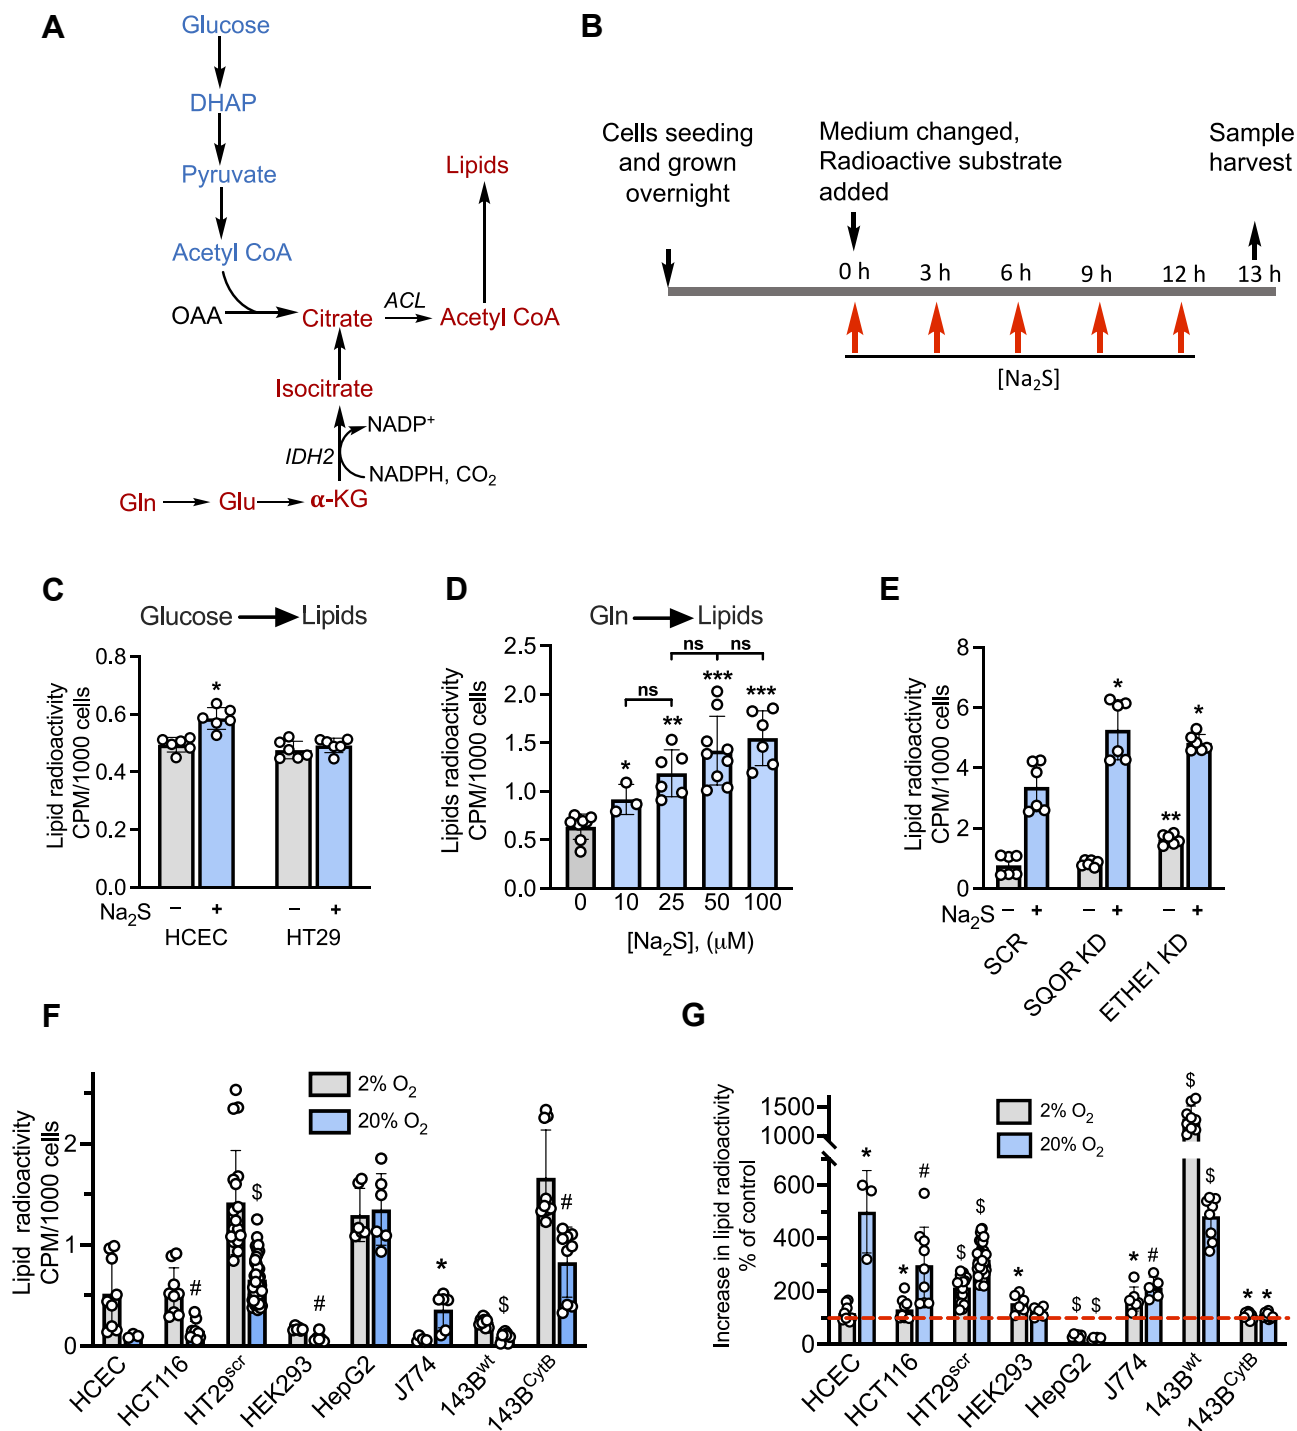 A
Glucose
DHAP
Pyruvate
Acetyl CoA
OAA
Citrate
ACL
Acetyl CoA
Lipids
Isocitrate
NADP⁺
IDH2
NADPH, CO₂
Gln
Glu
α-KG
B
Cells seeding
and grown
overnight
Medium changed,
Radioactive substrate
added
Sample
harvest
0 h 3 h 6 h 9 h 12 h 13 h
[Na₂S]
C
Glucose Lipids
Lipid radioactivity
CPM/1000 cells
0.8
0.6
0.4
0.2
0.0
*
Na₂S – + – +
HCEC HT29
D
Gln Lipids
Lipids radioactivity
CPM/1000 cells
2.5
2.0
1.5
1.0
0.5
0.0
ns ns
ns
* ** *** ***
0 10 25 50 100
[Na₂S], (μM)
E
Lipid radioactivity
CPM/1000 cells
8
6
4
2
0
* ** *
Na₂S – + – + – +
SCR
SQOR KD
ETHE1 KD
F
Lipid radioactivity
CPM/1000 cells
2
1
0
2% O₂
20% O₂
# $ # * $ #
HCEC
HCT116
HT29ˢᶜʳ
HEK293
HepG2
J774
143Bʷᵗ
143B^CytB
G
Increase in lipid radioactivity
% of control
1500
1000
600
400
200
0
2% O₂
20% O₂
* * # $ $ * $ $ * # $ $ * *
HCEC
HCT116
HT29ˢᶜʳ
HEK293
HepG2
J774
143Bʷᵗ
143B^CytB